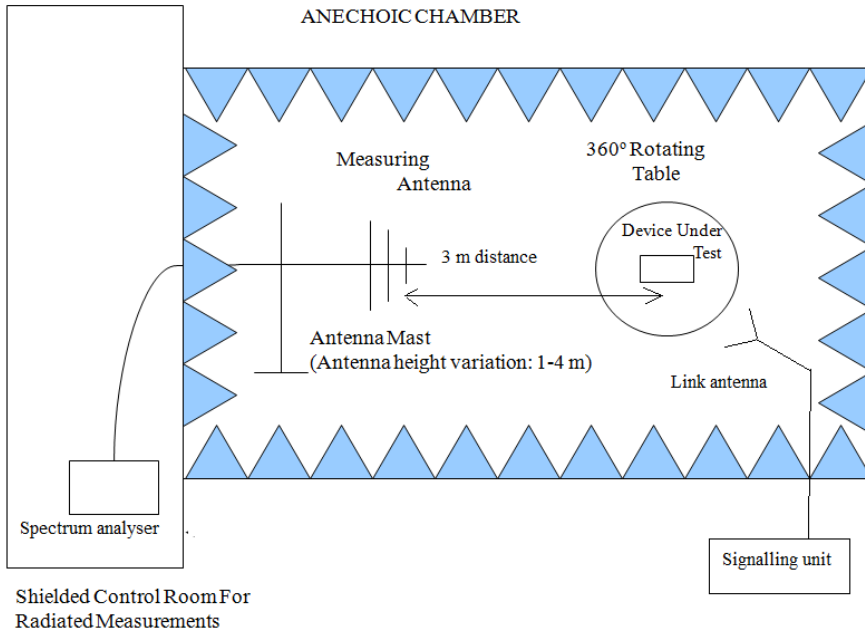 ANECHOIC CHAMBER
360º Rotating
Table
Measuring
Antenna
Device Under
Test
3 m distance
Antenna Mast
(Antenna height variation: 1-4 m)
Link antenna
Spectrum analyser
Signalling unit
Shielded Control Room For
Radiated Measurements